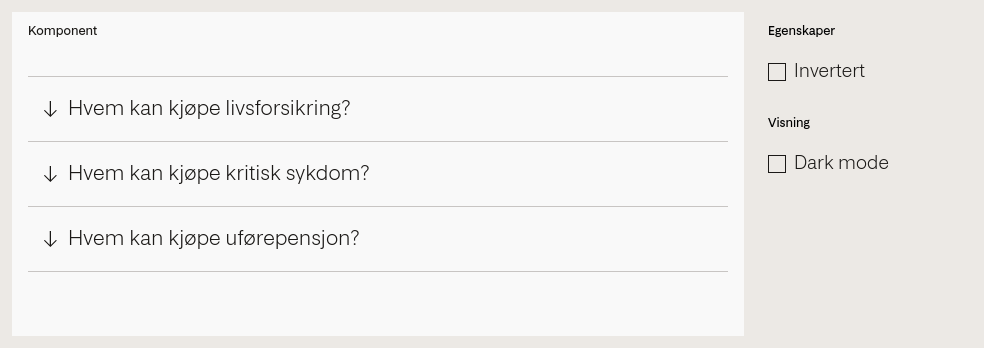 Komponent
Hvem kan kjøpe livsforsikring?
Hvem kan kjøpe kritisk sykdom?
Hvem kan kjøpe uførepensjon?
Egenskaper
Invertert
Visning
Dark mode